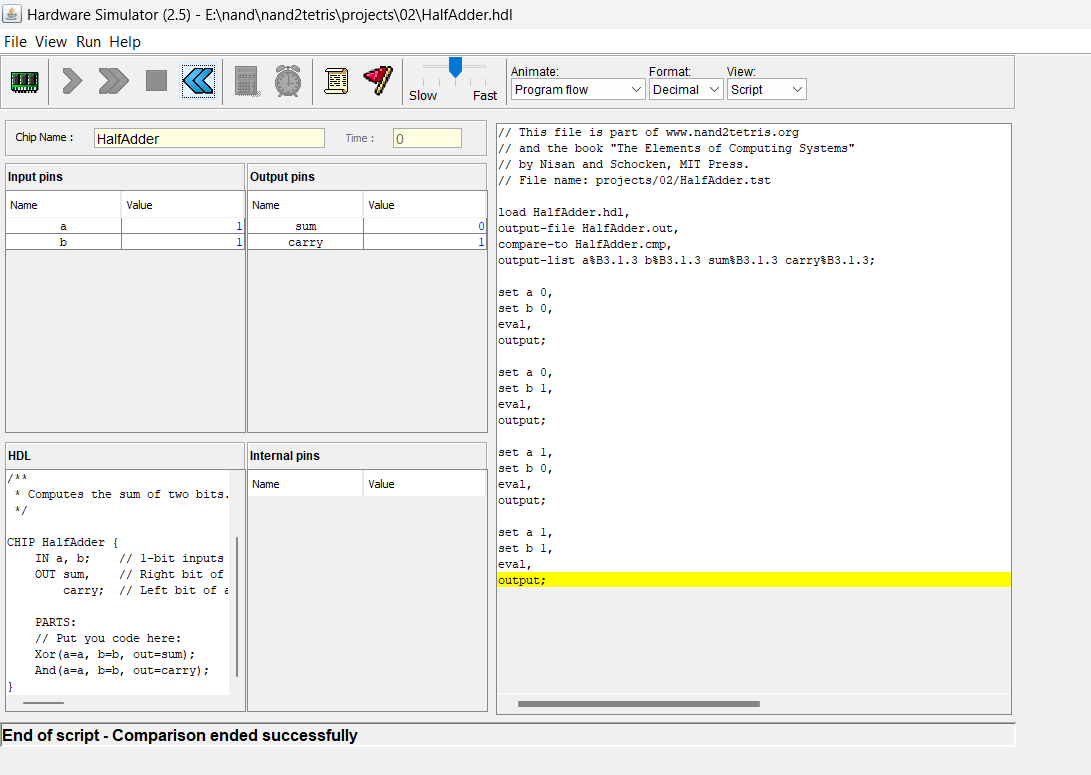 Hardware Simulator (2.5) - E:\nand\nand2tetris\projects\02\HalfAdder.hdl
File View Run Help
Animate: Format: View:
Program flow Decimal Script
Slow Fast
Chip Name : HalfAdder Time : 0
Input pins
Name Value
a 1
b 1
Output pins
Name Value
sum 0
carry 1
HDL
/**
* Computes the sum of two bits.
*/
CHIP HalfAdder {
IN a, b; // 1-bit inputs
OUT sum, // Right bit of
carry; // Left bit of a
PARTS:
// Put you code here:
Xor(a=a, b=b, out=sum);
And(a=a, b=b, out=carry);
}
Internal pins
Name Value
// This file is part of www.nand2tetris.org
// and the book "The Elements of Computing Systems"
// by Nisan and Schocken, MIT Press.
// File name: projects/02/HalfAdder.tst
load HalfAdder.hdl,
output-file HalfAdder.out,
compare-to HalfAdder.cmp,
output-list a%B3.1.3 b%B3.1.3 sum%B3.1.3 carry%B3.1.3;
set a 0,
set b 0,
eval,
output;
set a 0,
set b 1,
eval,
output;
set a 1,
set b 0,
eval,
output;
set a 1,
set b 1,
eval,
output;
End of script - Comparison ended successfully